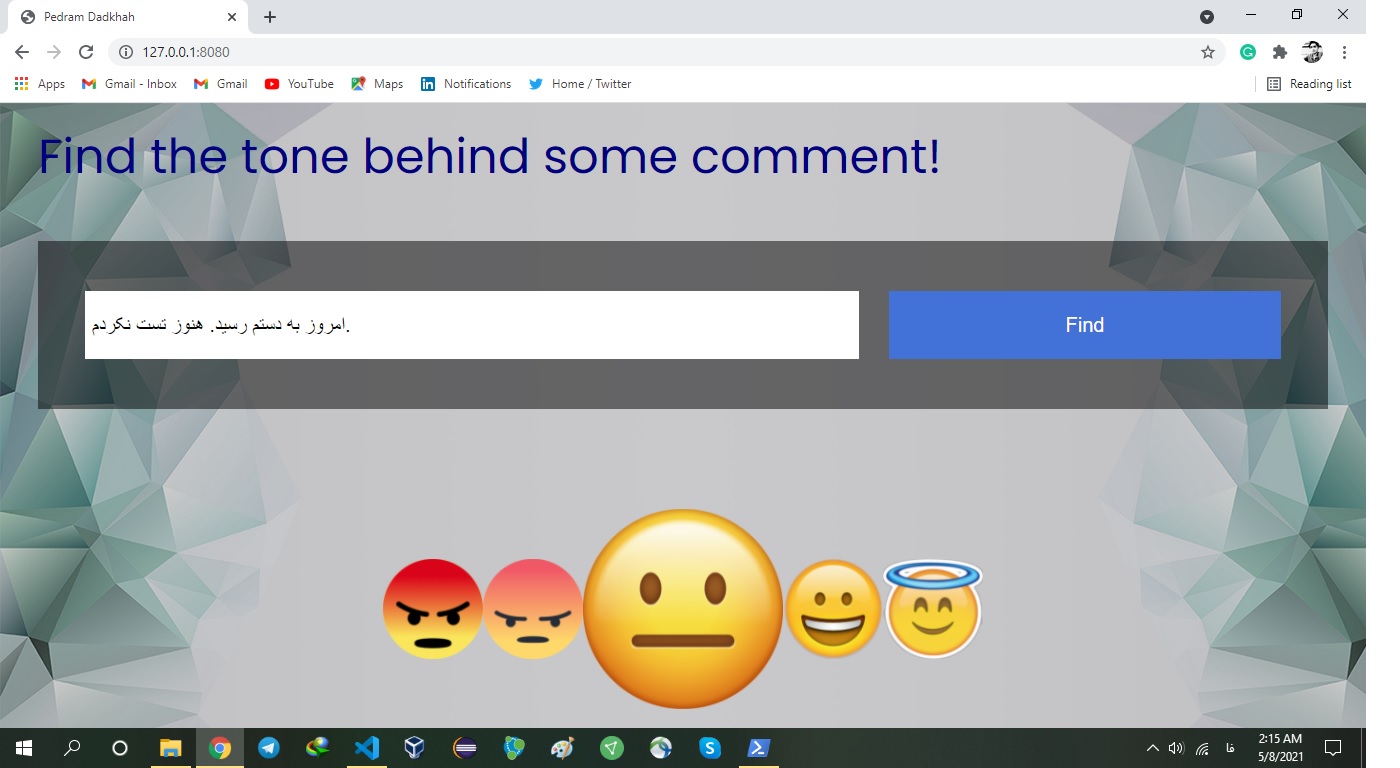 Pedram Dadkhah
127.0.0.1:8080
Apps
Gmail - Inbox
Gmail
YouTube
Maps
Notifications
Home / Twitter
Reading list
Find the tone behind some comment!
امروز به دستم رسید. هنوز تست نکردم.
Find
فا
2:15 AM
5/8/2021